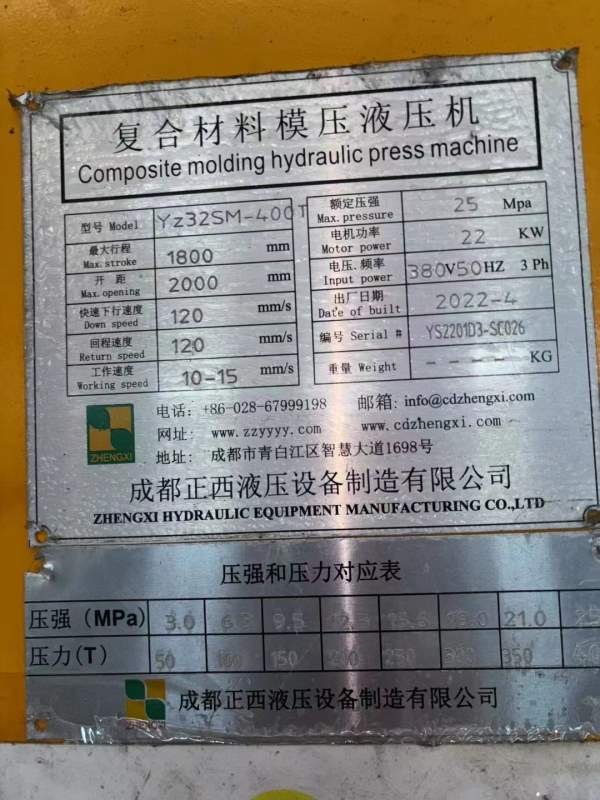 复合材料模压液压机
Composite molding hydraulic press machine
型号 Model YZ32SM-400T
最大行程 Max.stroke 1800 mm
开 距 Max.opening 2000 mm
快速下行速度 Down speed 120 mm/s
回程速度 Return speed 120 mm/s
工作速度 Working speed 10-15 mm/s
额定压强 Max.pressure 25 Mpa
电机功率 Motor power 22 KW
电压.频率 Input power 380V50HZ 3 Ph
出厂日期 Date of built 2022-4
编号 Serial # YS2201D3-SC026
重量 Weight ----- KG
ZHENGXI
电话: +86-028-67999198 邮箱: info@cdzhengxi.com
网址: www.zzyyyy.com www.cdzhengxi.com
地址: 成都市青白江区智慧大道1698号
成都正西液压设备制造有限公司
ZHENGXI HYDRAULIC EQUIPMENT MANUFACTURING CO.,LTD
压强和压力对应表
压强 (MPa) 3.0 9.5 21.0
压力(T) 50 100 150 350
ZHENGXI
成都正西液压设备制造有限公司